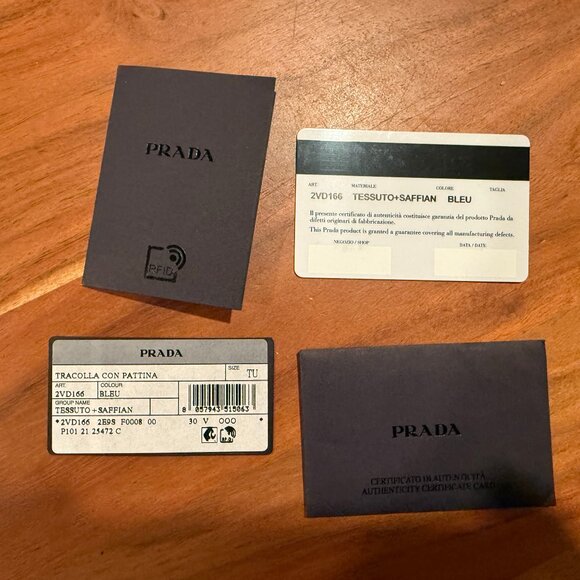 PRADA
RFID
ART. MATERIALE COLORE TAGLIA
2VD166 TESSUTO+SAFFIAN BLEU
Il presente certificato di autenticità costituisce garanzia del prodotto Prada da
difetti originari di fabbricazione.
This Prada product is granted a guarantee covering all manufacturing defects.
NEGOZIO / SHOP DATA / DATE
PRADA
TRACOLLA CON PATTINA SIZE TU
ART. COLOUR
2VD166 BLEU
GROUP NAME
TESSUTO+SAFFIAN
8 057943 515063
*2VD166 2E9S F0008 00 30 V OOO *
P101 21 25472 C
PRADA
CERTIFICATO DI AUTENTICITÀ
AUTHENTICITY CERTIFICATE CARD